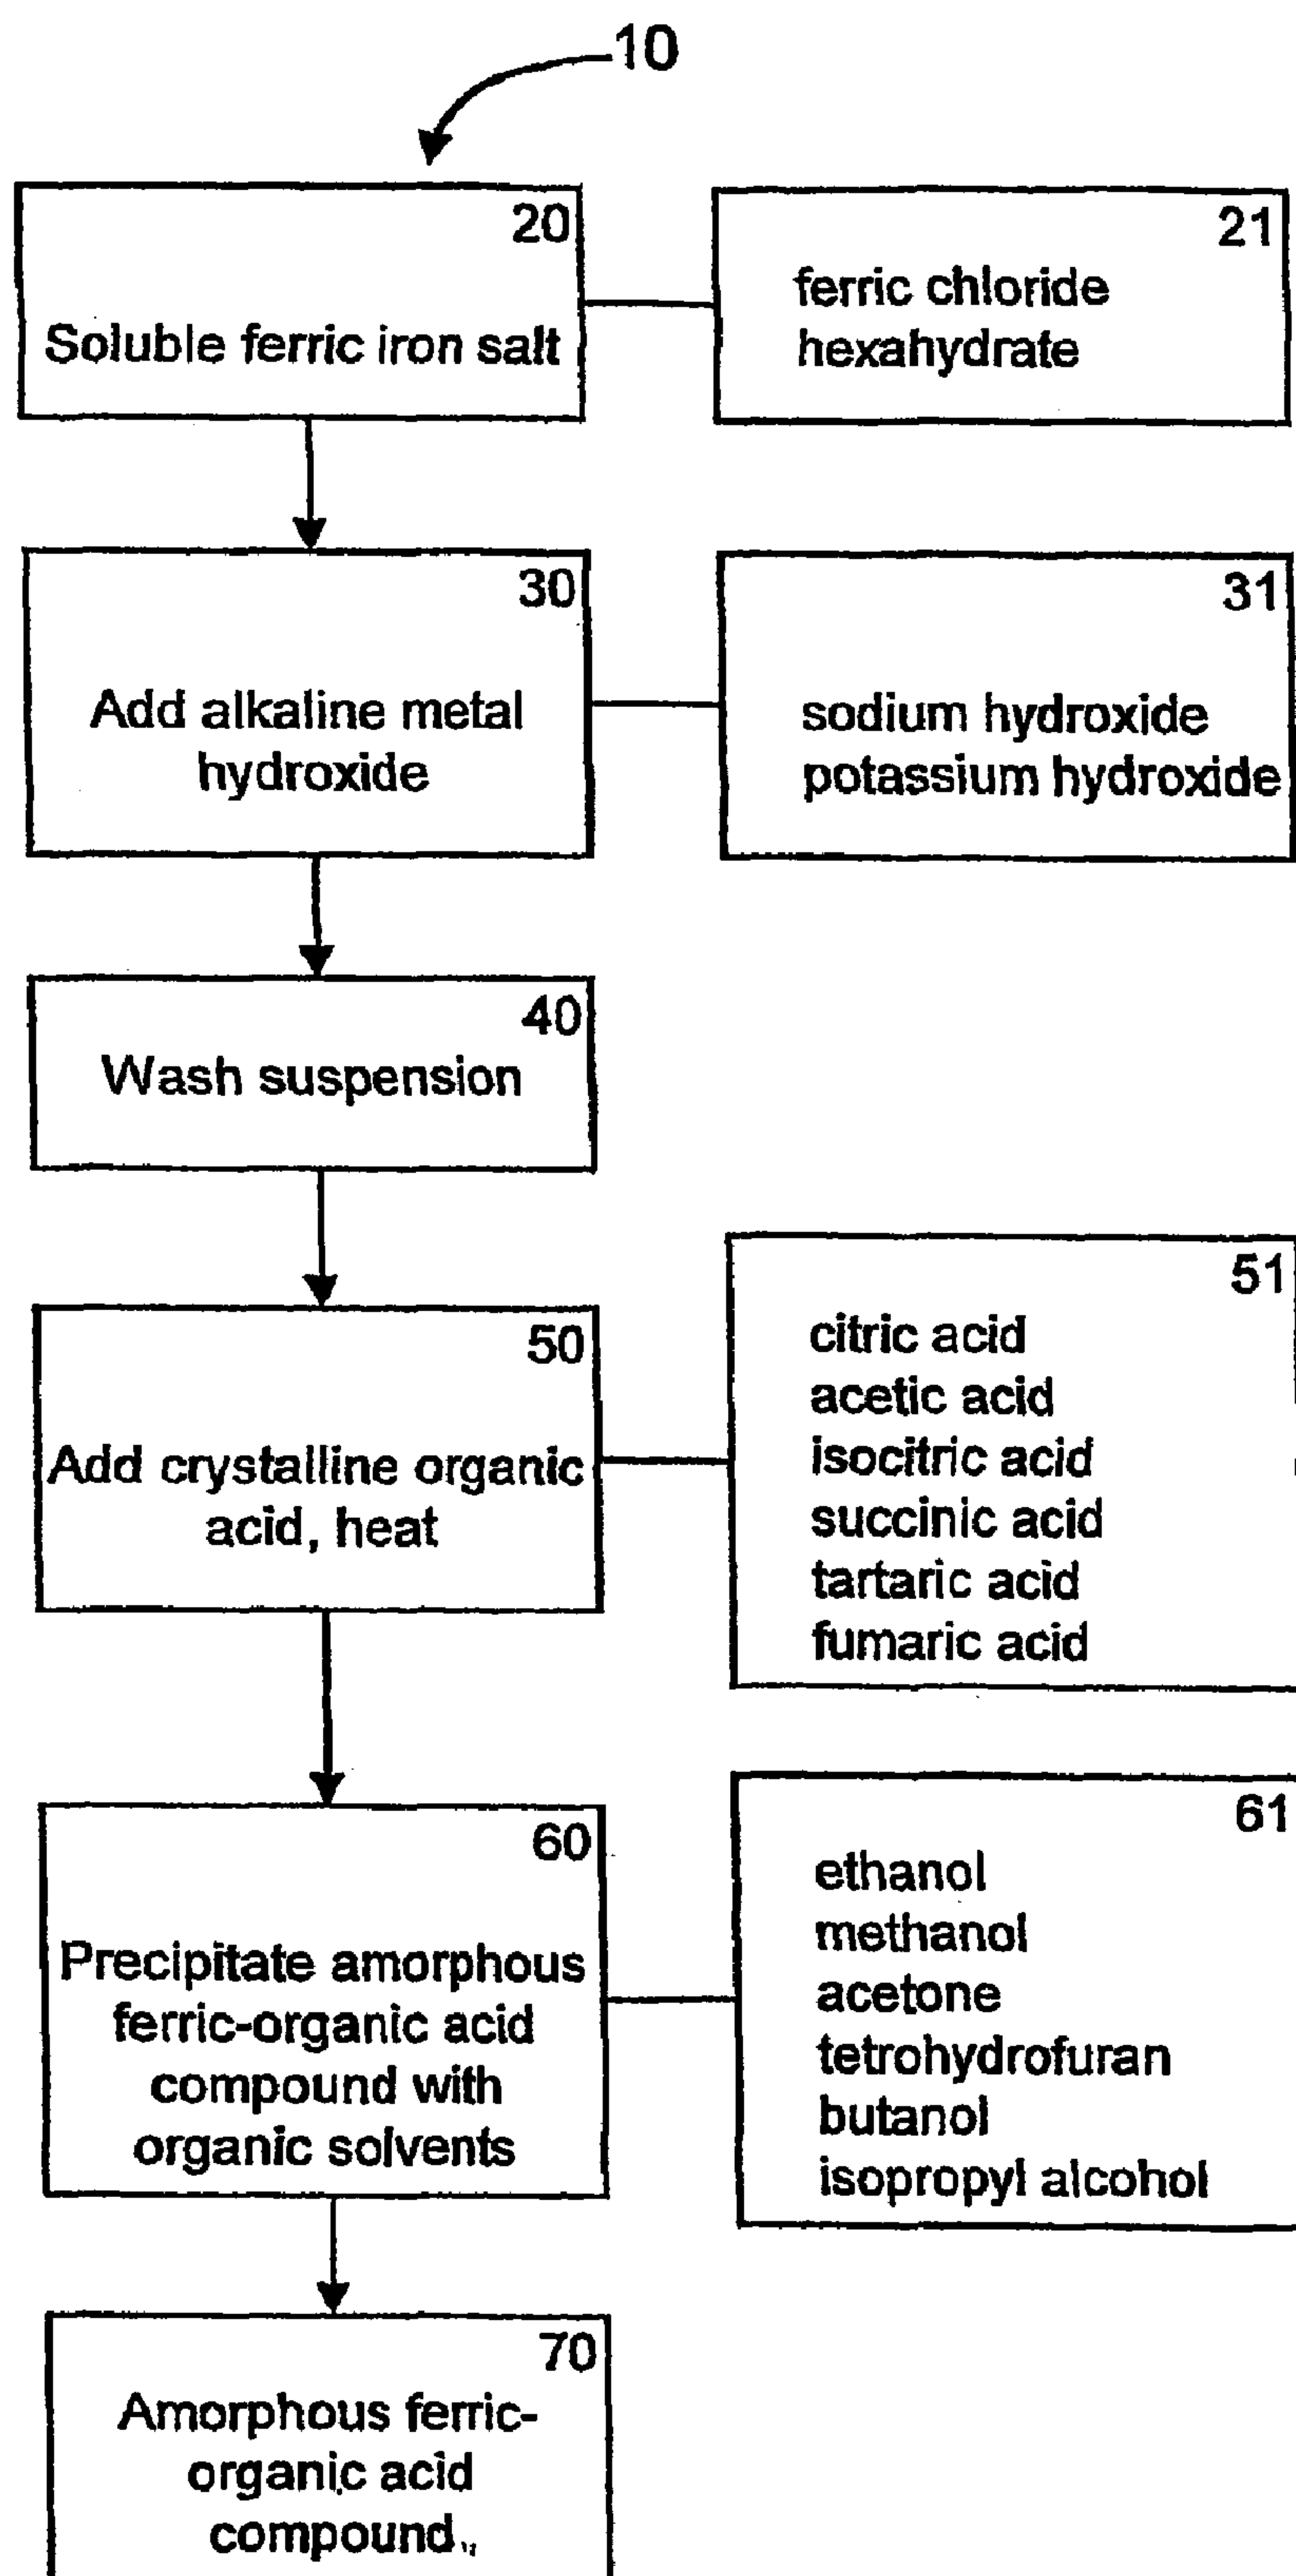 10
20
Soluble ferric iron salt
21
ferric chloride
hexahydrate
30
Add alkaline metal
hydroxide
31
sodium hydroxide
potassium hydroxide
40
Wash suspension
50
Add crystalline organic
acid, heat
51
citric acid
acetic acid
isocitric acid
succinic acid
tartaric acid
fumaric acid
60
Precipitate amorphous
ferric-organic acid
compound with
organic solvents
61
ethanol
methanol
acetone
tetrohydrofuran
butanol
isopropyl alcohol
70
Amorphous ferric-
organic acid
compound